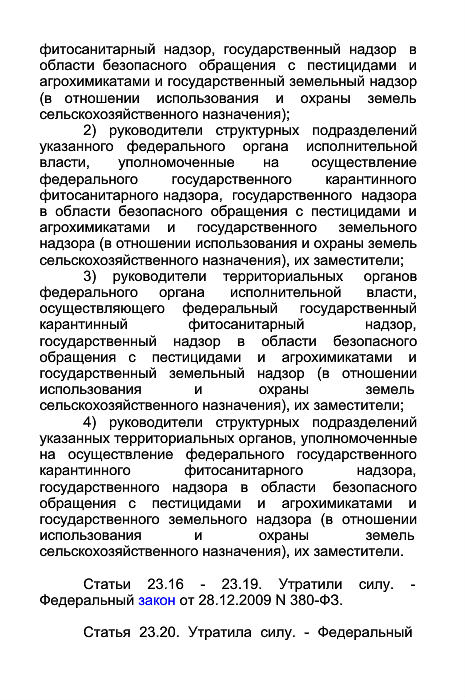 фитосанитарный надзор, государственный надзор в
области безопасного обращения с пестицидами и
агрохимикатами и государственный земельный надзор
(в отношении использования и охраны земель
сельскохозяйственного назначения);
2) руководители структурных подразделений
указанного федерального органа исполнительной
власти, уполномоченные на осуществление
федерального государственного карантинного
фитосанитарного надзора, государственного надзора
в области безопасного обращения с пестицидами и
агрохимикатами и государственного земельного
надзора (в отношении использования и охраны земель
сельскохозяйственного назначения), их заместители;
3) руководители территориальных органов
федерального органа исполнительной власти,
осуществляющего федеральный государственный
карантинный фитосанитарный надзор,
государственный надзор в области безопасного
обращения с пестицидами и агрохимикатами и
государственный земельный надзор (в отношении
использования и охраны земель
сельскохозяйственного назначения), их заместители;
4) руководители структурных подразделений
указанных территориальных органов, уполномоченные
на осуществление федерального государственного
карантинного фитосанитарного надзора,
государственного надзора в области безопасного
обращения с пестицидами и агрохимикатами и
государственного земельного надзора (в отношении
использования и охраны земель
сельскохозяйственного назначения), их заместители.
Статьи 23.16 - 23.19. Утратили силу. -
Федеральный закон от 28.12.2009 N 380-ФЗ.
Статья 23.20. Утратила силу. - Федеральный